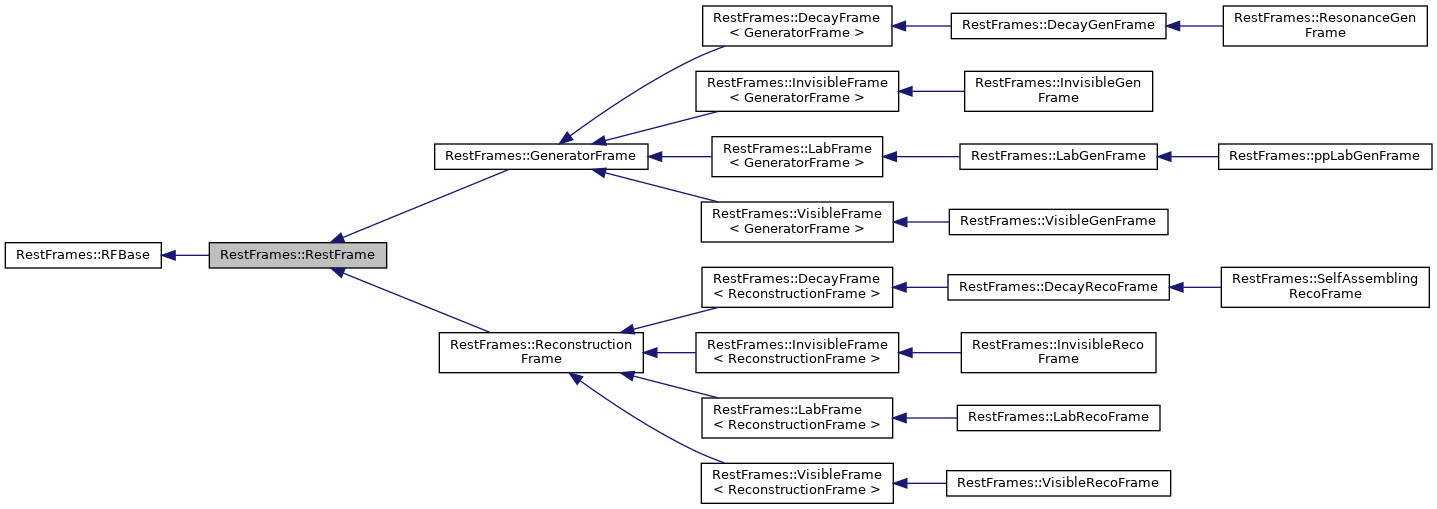 RestFrames::DecayFrame
< GeneratorFrame >
RestFrames::DecayGenFrame
RestFrames::ResonanceGen
Frame
RestFrames::InvisibleFrame
< GeneratorFrame >
RestFrames::InvisibleGen
Frame
RestFrames::GeneratorFrame
RestFrames::LabFrame
< GeneratorFrame >
RestFrames::LabGenFrame
RestFrames::ppLabGenFrame
RestFrames::VisibleFrame
< GeneratorFrame >
RestFrames::VisibleGenFrame
RestFrames::RFBase
RestFrames::RestFrame
RestFrames::DecayFrame
< ReconstructionFrame >
RestFrames::DecayRecoFrame
RestFrames::SelfAssembling
RecoFrame
RestFrames::Reconstruction
Frame
RestFrames::InvisibleFrame
< ReconstructionFrame >
RestFrames::InvisibleReco
Frame
RestFrames::LabFrame
< ReconstructionFrame >
RestFrames::LabRecoFrame
RestFrames::VisibleFrame
< ReconstructionFrame >
RestFrames::VisibleRecoFrame